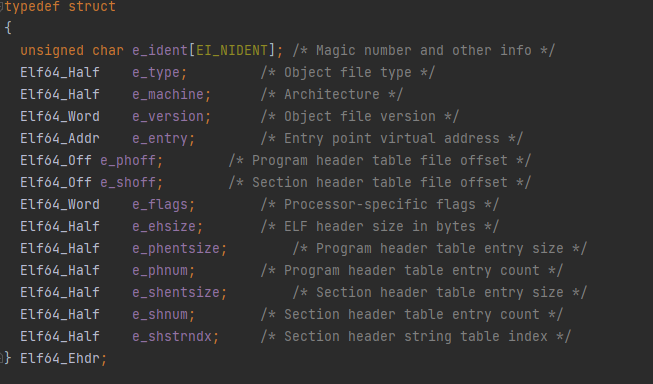 typedef struct
{
  unsigned char e_ident[EI_NIDENT]; /* Magic number and other info */
  Elf64_Half    e_type;         /* Object file type */
  Elf64_Half    e_machine;      /* Architecture */
  Elf64_Word    e_version;      /* Object file version */
  Elf64_Addr    e_entry;        /* Entry point virtual address */
  Elf64_Off e_phoff;        /* Program header table file offset */
  Elf64_Off e_shoff;        /* Section header table file offset */
  Elf64_Word    e_flags;        /* Processor-specific flags */
  Elf64_Half    e_ehsize;       /* ELF header size in bytes */
  Elf64_Half    e_phentsize;        /* Program header table entry size */
  Elf64_Half    e_phnum;        /* Program header table entry count */
  Elf64_Half    e_shentsize;        /* Section header table entry size */
  Elf64_Half    e_shnum;        /* Section header table entry count */
  Elf64_Half    e_shstrndx;     /* Section header string table index */
} Elf64_Ehdr;